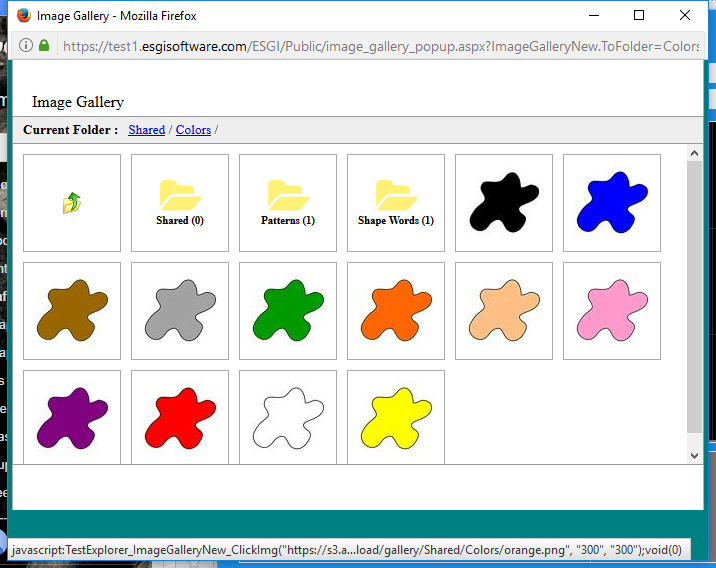 Image Gallery - Mozilla Firefox
https://test1.esgisoftware.com/ESGI/Public/image_gallery_popup.aspx?ImageGalleryNew.ToFolder=Colors
Image Gallery
Current Folder : Shared / Colors /
Shared (0) Patterns (1) Shape Words (1)
javascript:TestExplorer_ImageGalleryNew_ClickImg("https://s3.a...load/gallery/Shared/Colors/orange.png", "300", "300");void(0)